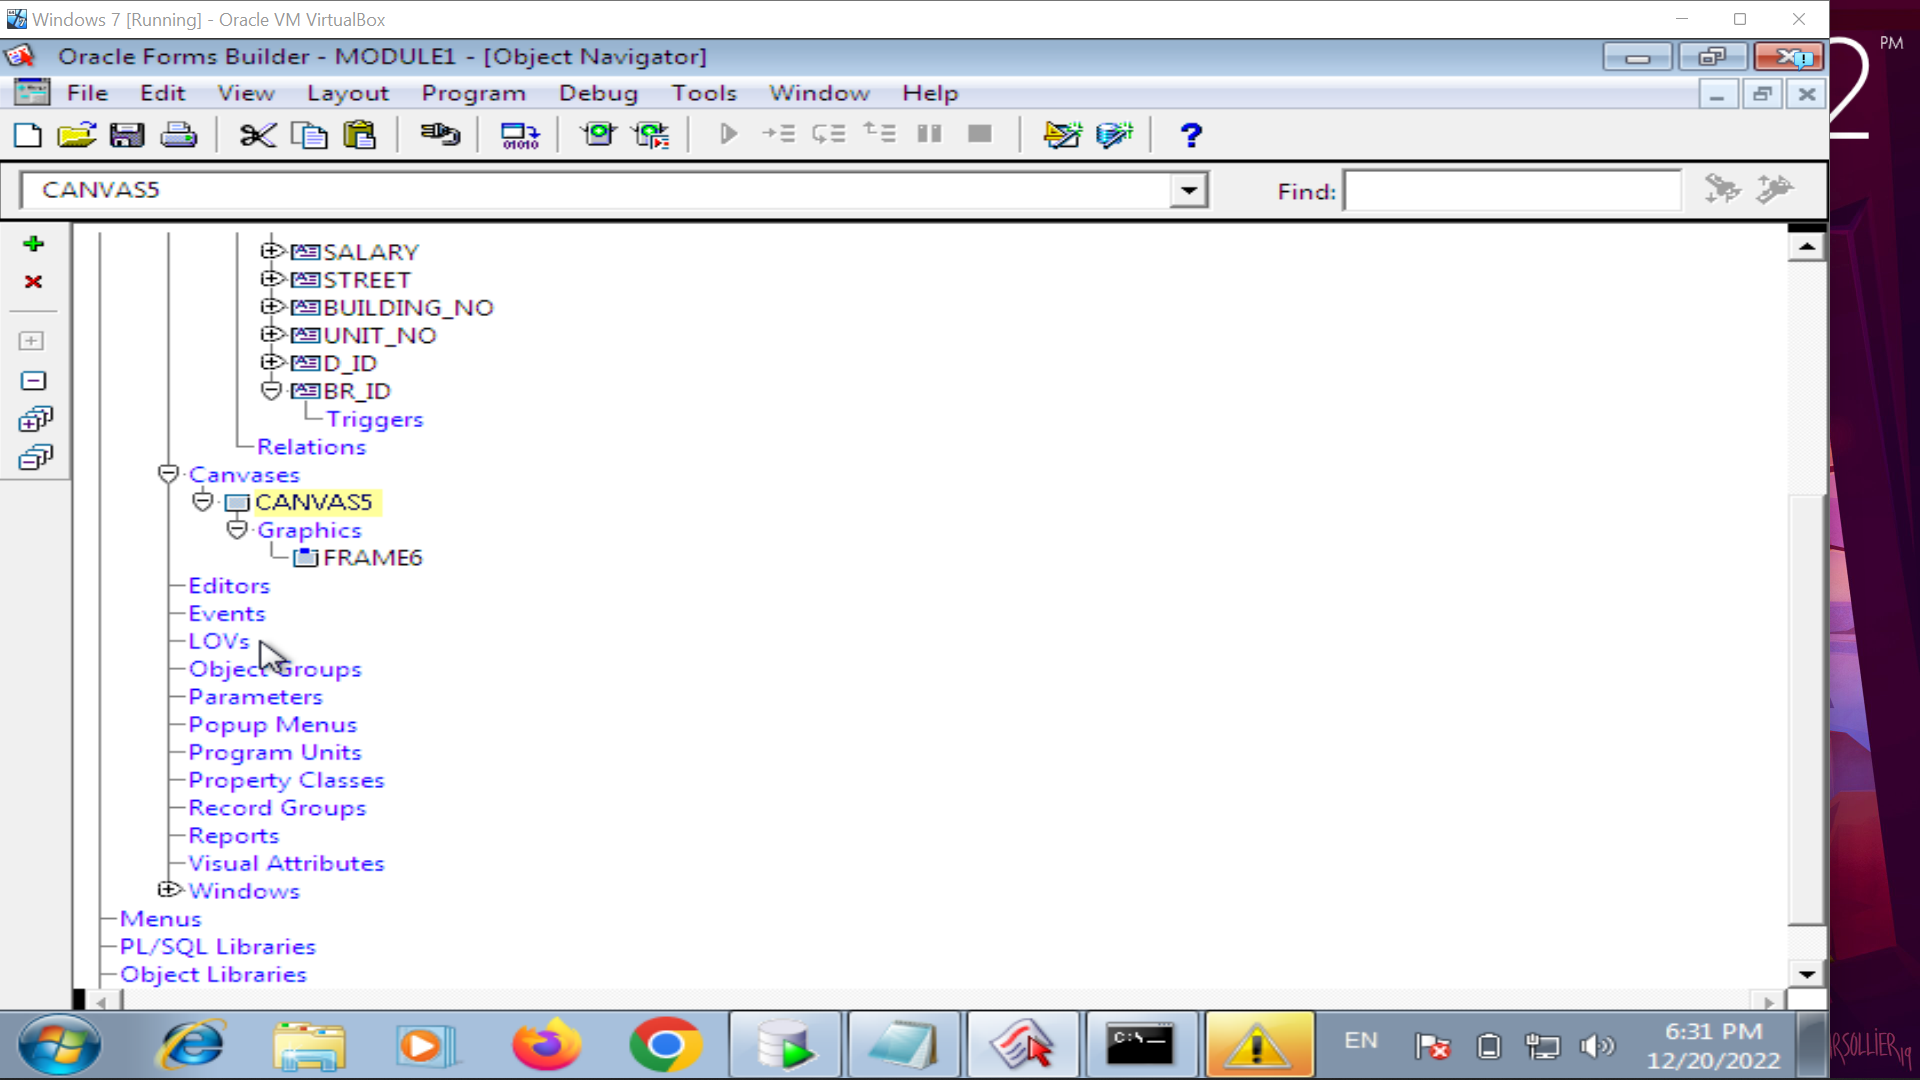 Windows 7 [Running] - Oracle VM VirtualBox
PM
2
Oracle Forms Builder - MODULE1 - [Object Navigator]
File Edit View Layout Program Debug Tools Window Help
01010
CANVAS5
Find:
SALARY
STREET
BUILDING_NO
UNIT_NO
D_ID
BR_ID
Triggers
Relations
Canvases
CANVAS5
Graphics
FRAME6
Editors
Events
LOVs
Object Groups
Parameters
Popup Menus
Program Units
Property Classes
Record Groups
Reports
Visual Attributes
Windows
Menus
PL/SQL Libraries
Object Libraries
C:\_
EN
6:31 PM
12/20/2022